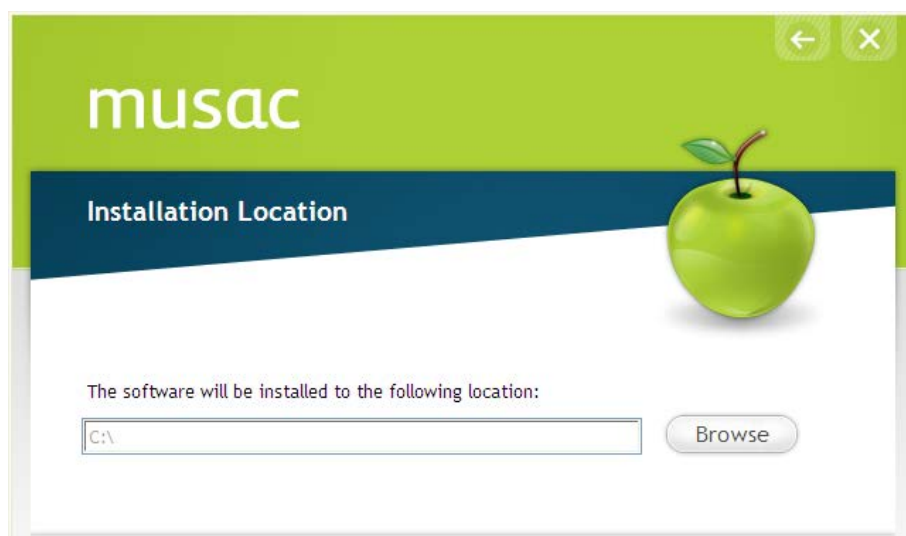 musac
Installation Location
The software will be installed to the following location:
C:\
Browse